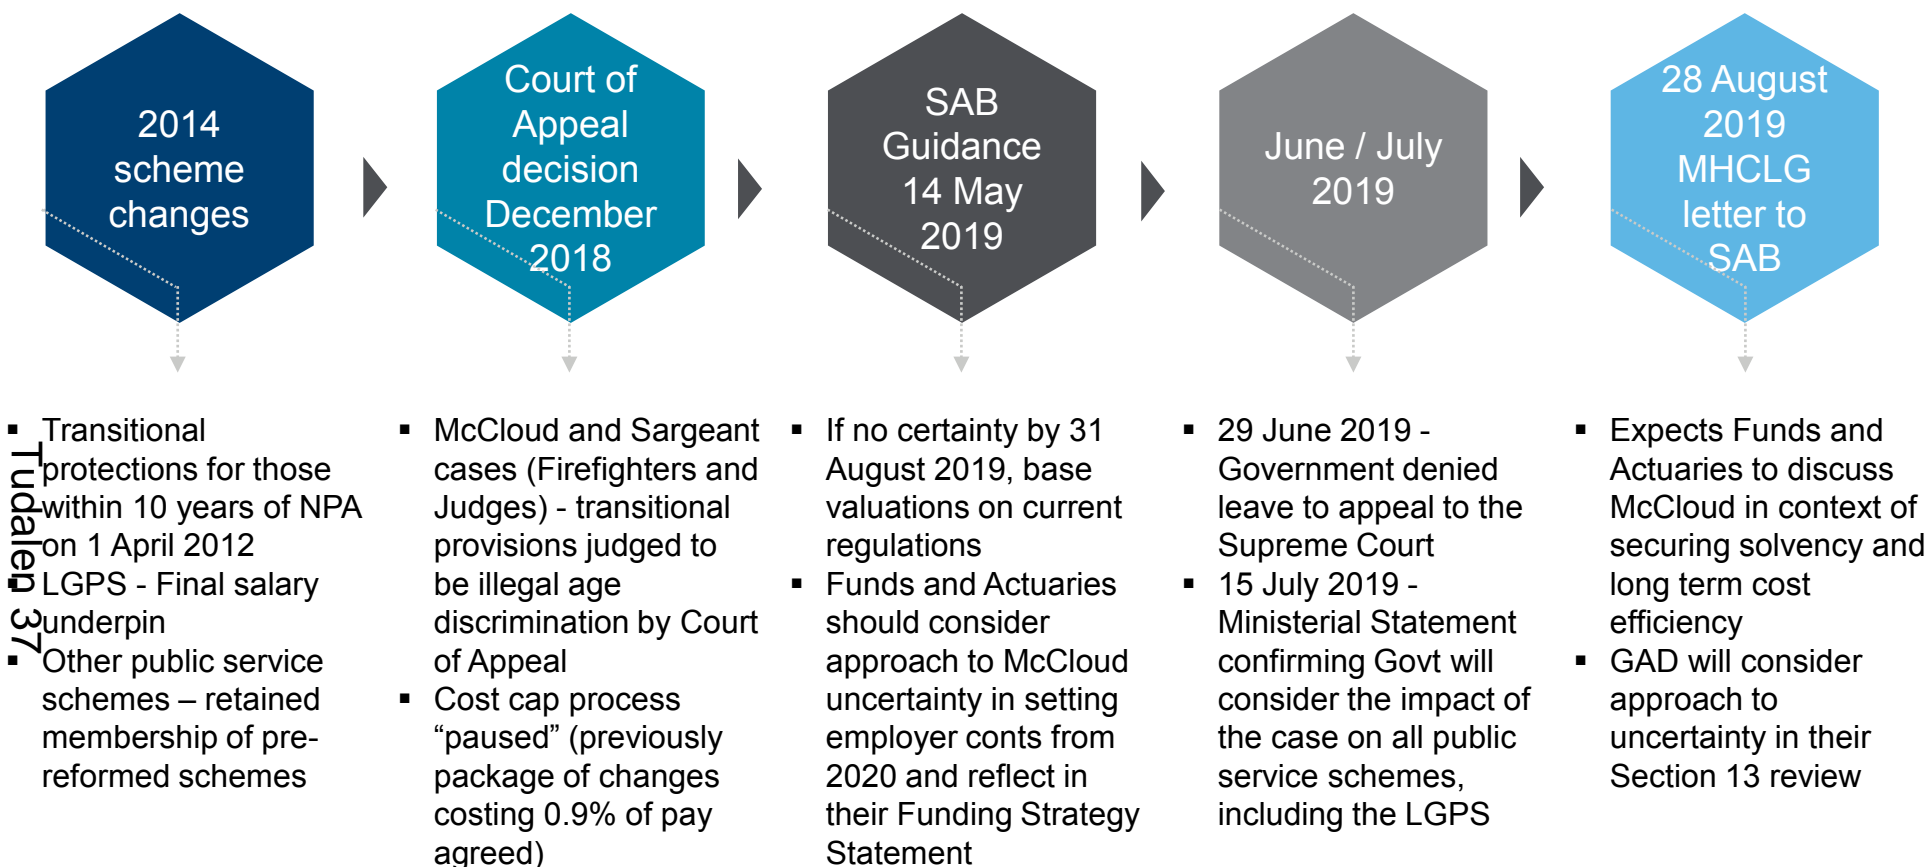 2014
scheme
changes
Court of
Appeal
decision
December
2018
SAB
Guidance
14 May
2019
June / July
2019
28 August
2019
MHCLG
letter to
SAB
▪ Transitional
protections for those
within 10 years of NPA
on 1 April 2012
▪ LGPS - Final salary
underpin
▪ Other public service
schemes – retained
membership of pre-
reformed schemes
▪ McCloud and Sargeant
cases (Firefighters and
Judges) - transitional
provisions judged to
be illegal age
discrimination by Court
of Appeal
▪ Cost cap process
“paused” (previously
package of changes
costing 0.9% of pay
agreed)
▪ If no certainty by 31
August 2019, base
valuations on current
regulations
▪ Funds and Actuaries
should consider
approach to McCloud
uncertainty in setting
employer conts from
2020 and reflect in
their Funding Strategy
Statement
▪ 29 June 2019 -
Government denied
leave to appeal to the
Supreme Court
▪ 15 July 2019 -
Ministerial Statement
confirming Govt will
consider the impact of
the case on all public
service schemes,
including the LGPS
▪ Expects Funds and
Actuaries to discuss
McCloud in context of
securing solvency and
long term cost
efficiency
▪ GAD will consider
approach to
uncertainty in their
Section 13 review
Tudalen 37